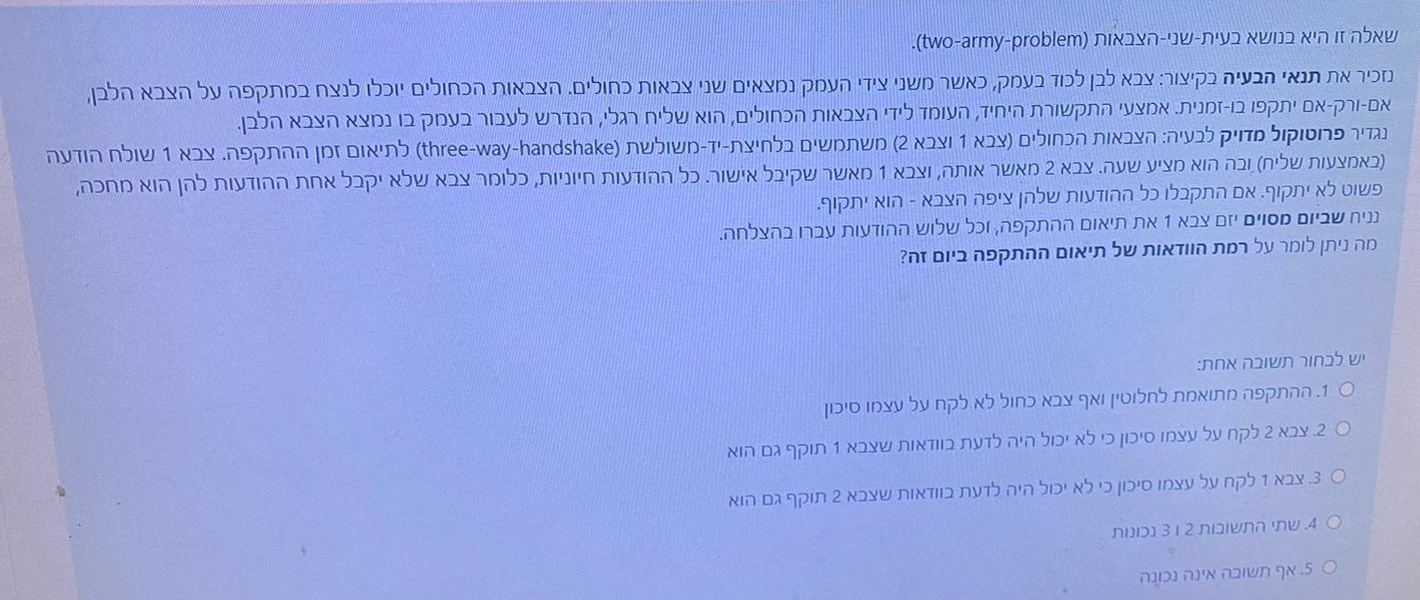 שאלה זו היא בנושא בעית-שני-הצבאות (two-army-problem).
נזכיר את תנאי הבעיה בקיצור: צבא לבן לכוד בעמק, כאשר משני צידי העמק נמצאים שני צבאות כחולים. הצבאות הכחולים יוכלו לנצח במתקפה על הצבא הלבן,
אם-ורק-אם יתקפו בו-זמנית. אמצעי התקשורת היחיד, העומד לידי הצבאות הכחולים, הוא שליח רגלי, הנדרש לעבור בעמק בו נמצא הצבא הלבן.
נגדיר פרוטוקול מדויק לבעיה: הצבאות הכחולים (צבא 1 וצבא 2) משתמשים בלחיצת-יד-משולשת (three-way-handshake) לתיאום זמן ההתקפה. צבא 1 שולח הודעה
(באמצעות שליח) ובה הוא מציע שעה. צבא 2 מאשר אותה, וצבא 1 מאשר שקיבל אישור. כל ההודעות חיוניות, כלומר צבא שלא יקבל אחת ההודעות להן הוא מחכה,
פשוט לא יתקוף. אם התקבלו כל ההודעות שלהן ציפה הצבא - הוא יתקוף.
נניח שביום מסוים יזם צבא 1 את תיאום ההתקפה, וכל שלוש ההודעות עברו בהצלחה.
מה ניתן לומר על רמת הוודאות של תיאום ההתקפה ביום זה?
יש לבחור תשובה אחת:
1. ההתקפה מתואמת לחלוטין ואף צבא כחול לא לקח על עצמו סיכון
2. צבא 2 לקח על עצמו סיכון כי לא יכול היה לדעת בוודאות שצבא 1 תוקף גם הוא
3. צבא 1 לקח על עצמו סיכון כי לא יכול היה לדעת בוודאות שצבא 2 תוקף גם הוא
4. שתי התשובות 2 ו 3 נכונות
5. אף תשובה אינה נכונה